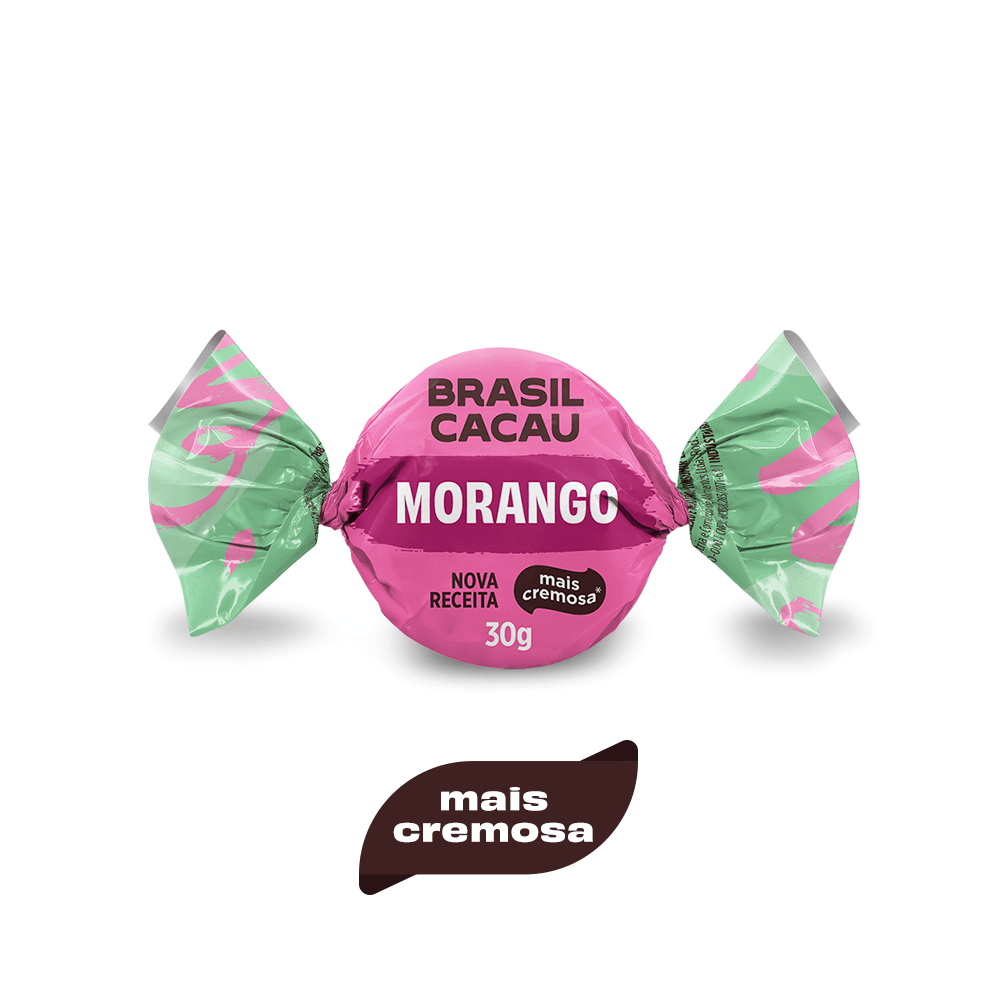 BRASIL
CACAU
MORANGO
NOVA
RECEITA
mais
cremosa*
30g
mais
cremosa